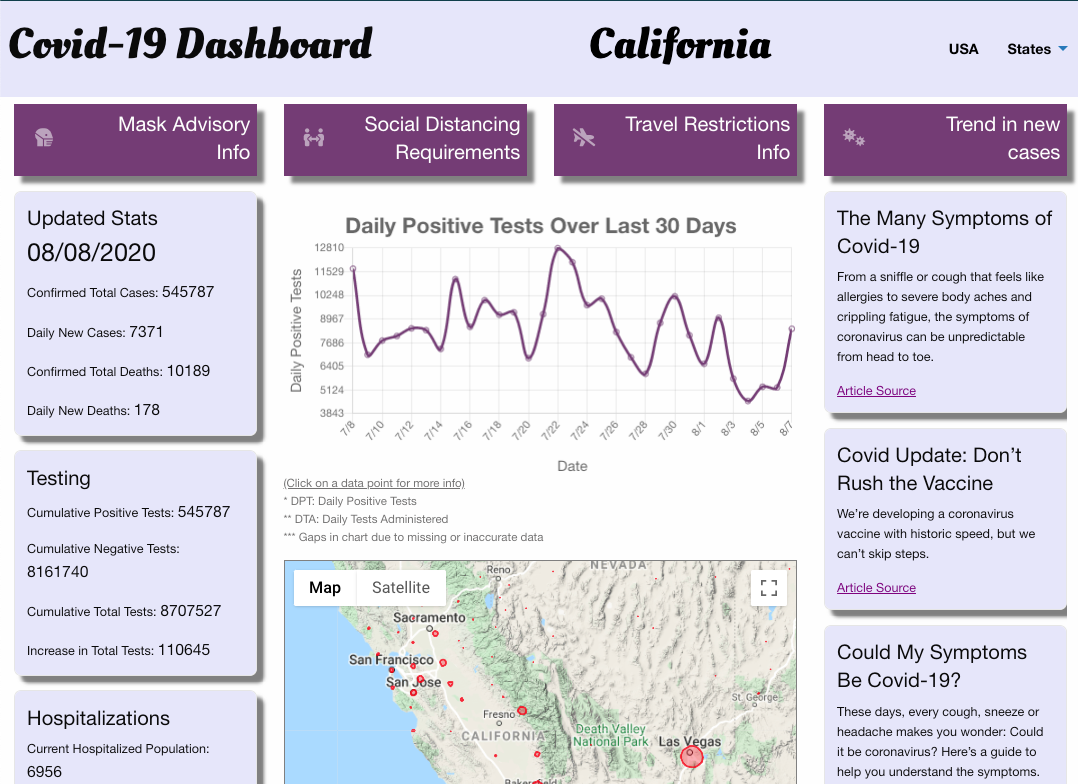 Covid-19 Dashboard
California
USA
States
Mask Advisory
Info
Social Distancing
Requirements
Travel Restrictions
Info
Trend in new
cases
Updated Stats
08/08/2020
Confirmed Total Cases: 545787
Daily New Cases: 7371
Confirmed Total Deaths: 10189
Daily New Deaths: 178
Testing
Cumulative Positive Tests: 545787
Cumulative Negative Tests:
8161740
Cumulative Total Tests: 8707527
Increase in Total Tests: 110645
Hospitalizations
Current Hospitalized Population:
6956
Daily Positive Tests Over Last 30 Days
Daily Positive Tests
12810
11529
10248
8967
7686
6405
5124
3843
7/8
7/10
7/12
7/14
7/16
7/18
7/20
7/22
7/24
7/26
7/28
7/30
8/1
8/3
8/5
8/7
Date
(Click on a data point for more info)
* DPT: Daily Positive Tests
** DTA: Daily Tests Administered
*** Gaps in chart due to missing or inaccurate data
Map
Satellite
Reno
NEVADA
Sacramento
San Francisco
San Jose
Fresno
CALIFORNIA
Death Valley
National Park
Las Vegas
St. George
Bakersfield
The Many Symptoms of
Covid-19
From a sniffle or cough that feels like
allergies to severe body aches and
crippling fatigue, the symptoms of
coronavirus can be unpredictable
from head to toe.
Article Source
Covid Update: Don’t
Rush the Vaccine
We’re developing a coronavirus
vaccine with historic speed, but we
can’t skip steps.
Article Source
Could My Symptoms
Be Covid-19?
These days, every cough, sneeze or
headache makes you wonder: Could
it be coronavirus? Here’s a guide to
help you understand the symptoms.